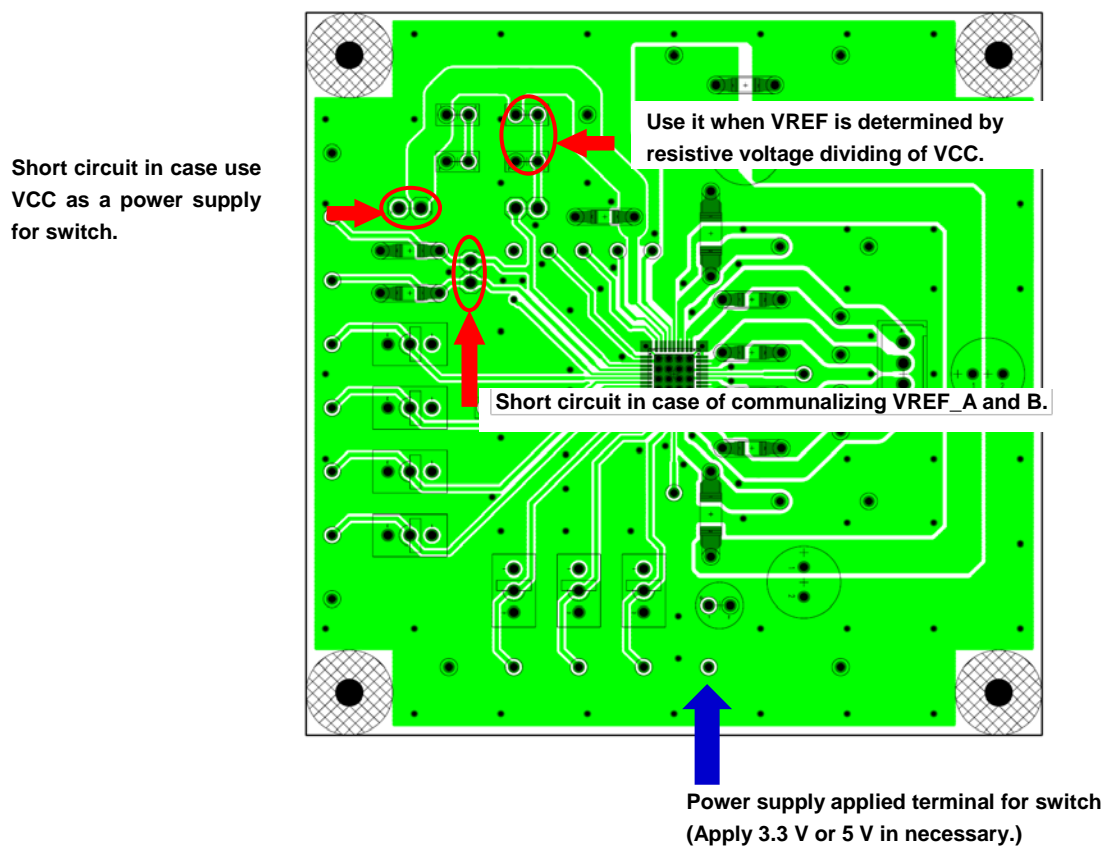 Use it when VREF is determined by
resistive voltage dividing of VCC.
Short circuit in case use
VCC as a power supply
for switch.
Short circuit in case of communalizing VREF_A and B.
Power supply applied terminal for switch
(Apply 3.3 V or 5 V in necessary.)